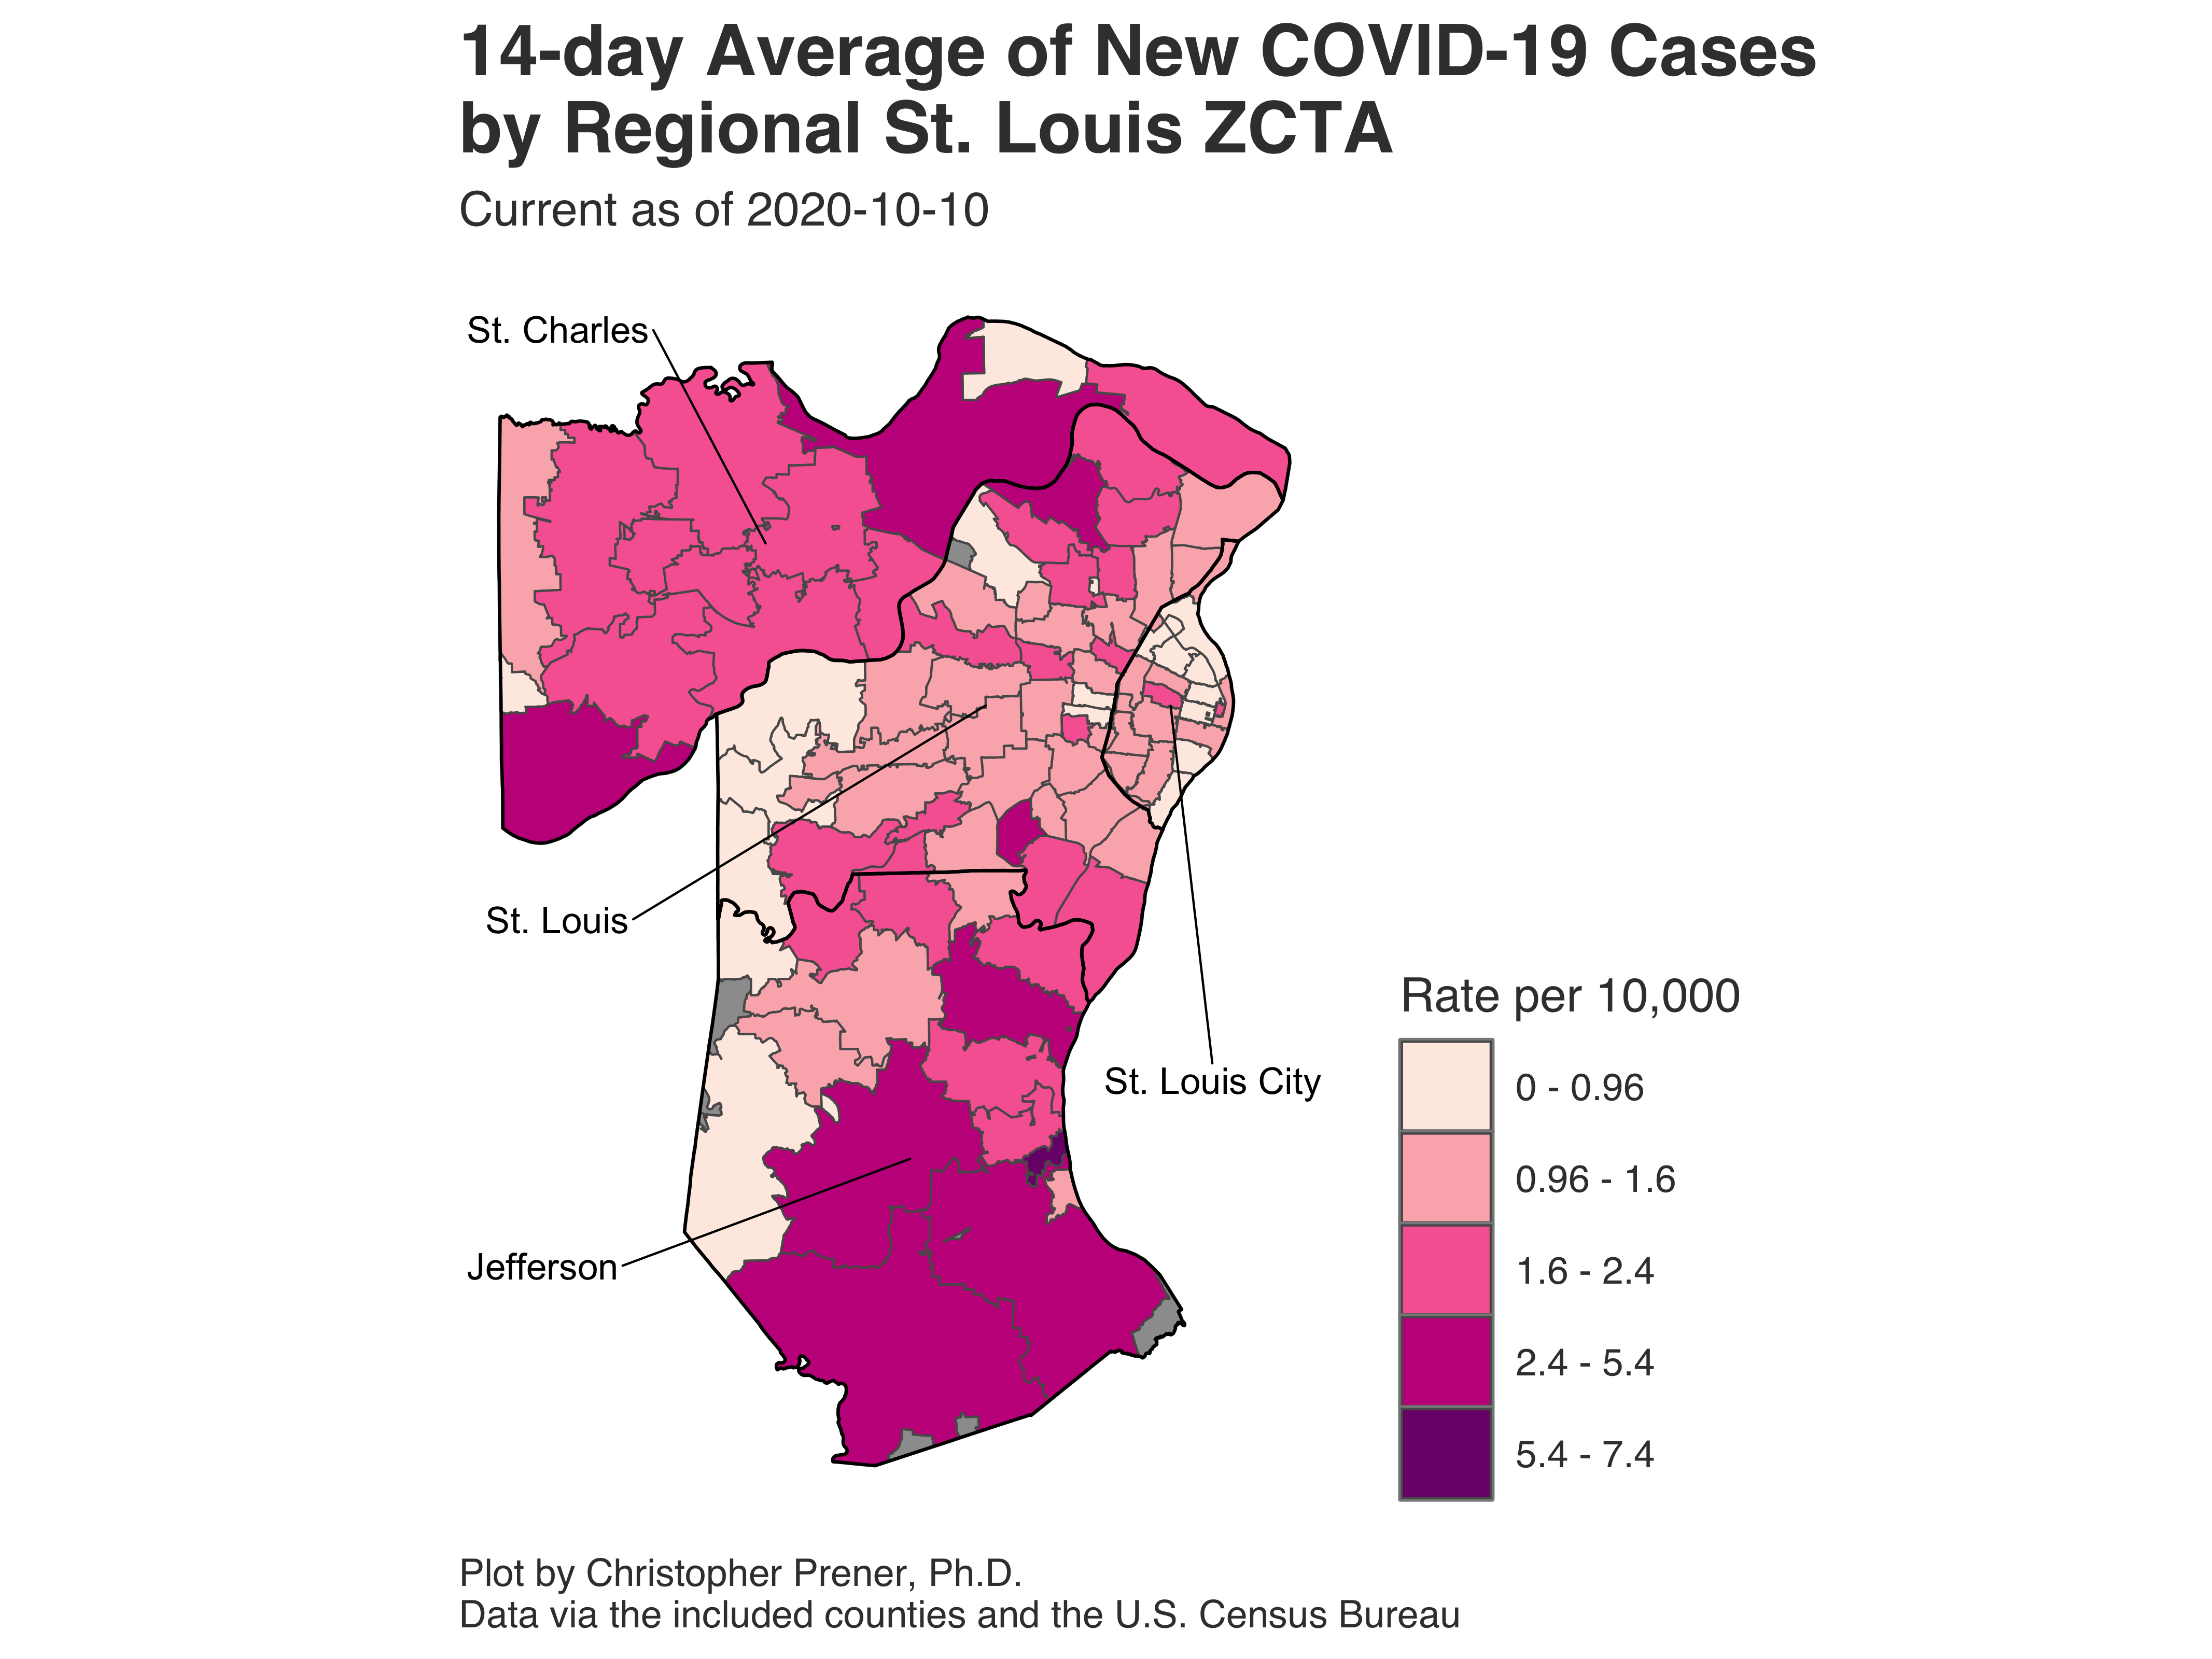 14-day Average of New COVID-19 Cases
by Regional St. Louis ZCTA
Current as of 2020-10-10
St. Charles
St. Louis
St. Louis City
Jefferson
Rate per 10,000
0 - 0.96
0.96 - 1.6
1.6 - 2.4
2.4 - 5.4
5.4 - 7.4
Plot by Christopher Prener, Ph.D.
Data via the included counties and the U.S. Census Bureau